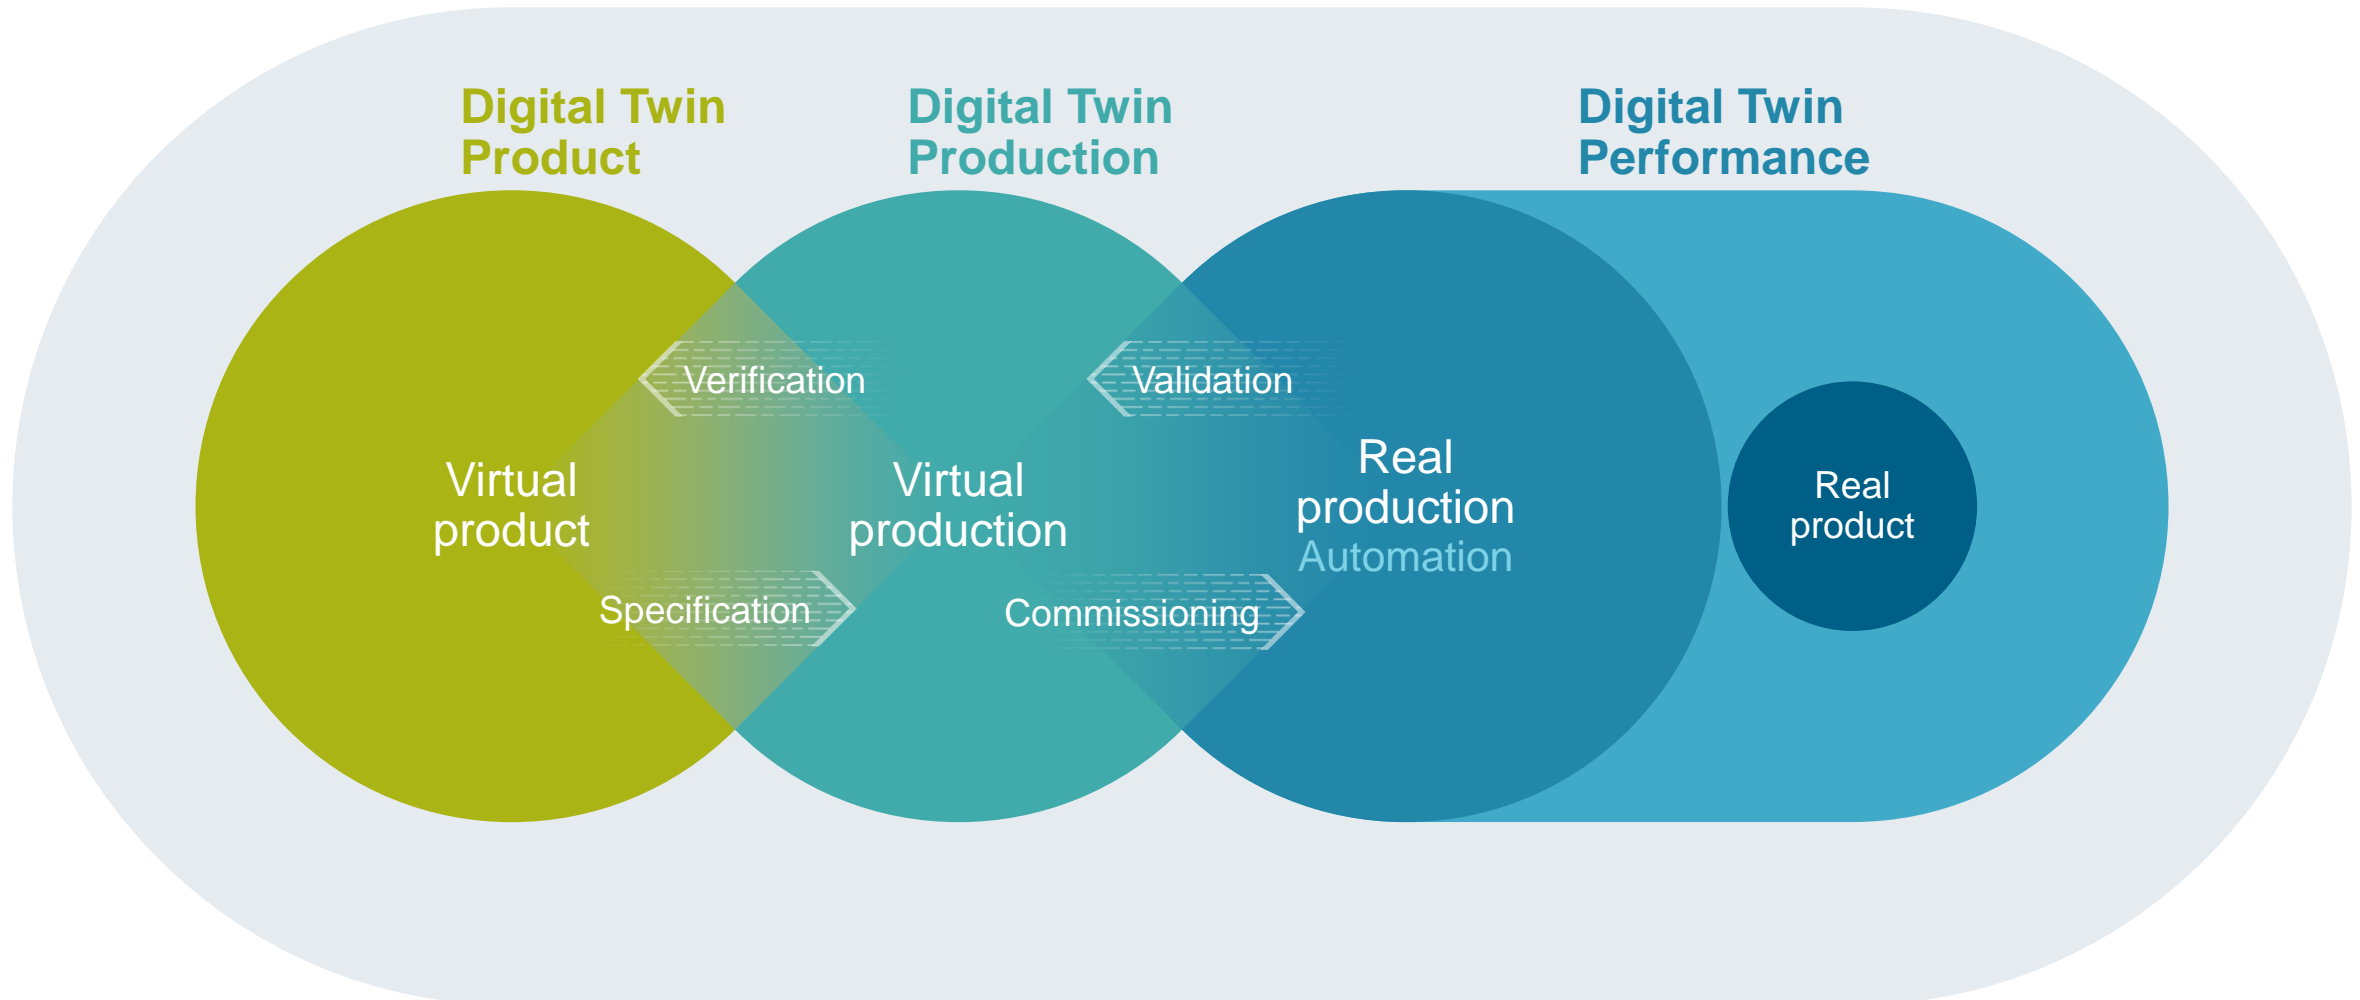 Digital Twin
Product
Digital Twin
Production
Digital Twin
Performance
Verification
Validation
Virtual
product
Virtual
production
Real
production
Automation
Real
product
Specification
Commissioning